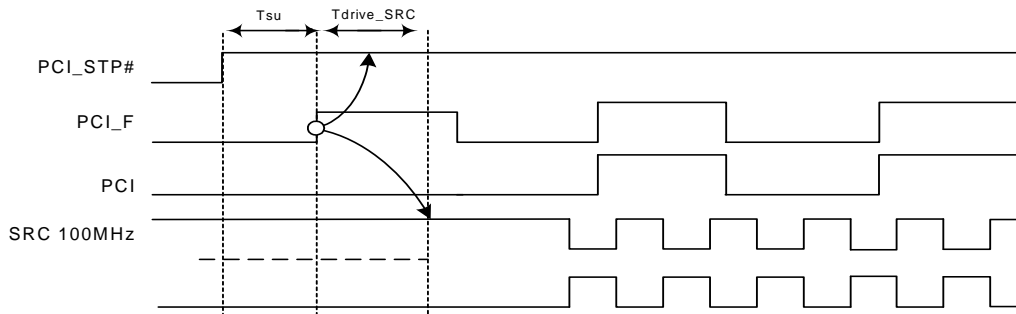 Tsu Tdrive_SRC
PCI_STP#
PCI_F
PCI
SRC 100MHz